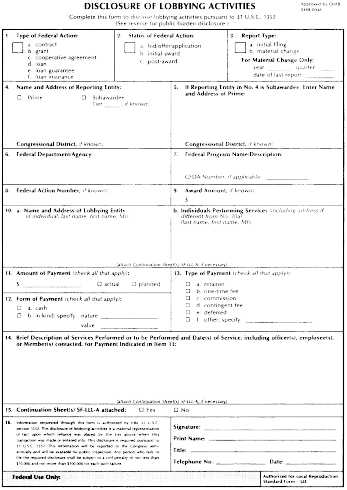 DISCLOSURE OF LOBBYING ACTIVITIES
Approved by OMB
0348-0046
Complete this form to disclose lobbying activities pursuant to 31 U.S.C. 1352
(See reverse for public burden disclosure.)
1. Type of Federal Action:
a. contract
b. grant
c. cooperative agreement
d. loan
e. loan guarantee
f. loan insurance
2. Status of Federal Action:
a. bid/offer/application
b. initial award
c. post-award
3. Report Type:
a. initial filing
b. material change
For Material Change Only:
year quarter
date of last report
4. Name and Address of Reporting Entity:
Prime Subawardee
Tier , if known:
Congressional District, if known:
5. If Reporting Entity in No. 4 is Subawardee, Enter Name
and Address of Prime:
Congressional District, if known:
6. Federal Department/Agency:
7. Federal Program Name/Description:
CFDA Number, if applicable:
8. Federal Action Number, if known:
9. Award Amount, if known:
$
10. a. Name and Address of Lobbying Entity
(if individual, last name, first name, MI):
b. Individuals Performing Services (including address if
different from No. 10a)
(last name, first name, MI):
(attach Continuation Sheet(s) SF-LLL-A, if necessary)
11. Amount of Payment (check all that apply):
$ actual planned
12. Form of Payment (check all that apply):
a. cash
b. in-kind; specify: nature
value
13. Type of Payment (check all that apply):
a. retainer
b. one-time fee
c. commission
d. contingent fee
e. deferred
f. other; specify:
14. Brief Description of Services Performed or to be Performed and Date(s) of Service, including officer(s), employee(s),
or Member(s) contacted, for Payment Indicated in Item 11:
(attach Continuation Sheet(s) SF-LLL-A, if necessary)
15. Continuation Sheet(s) SF-LLL-A attached: Yes No
16. Information requested through this form is authorized by title 31 U.S.C.
section 1352. The disclosure of lobbying activities is a material representation
of fact upon which reliance was placed by the tier above when this
transaction was made or entered into. This disclosure is required pursuant to
31 U.S.C. 1352. This information will be reported to the Congress semi-
annually and will be available for public inspection. Any person who fails to
file the required disclosure shall be subject to a civil penalty of not less than
$10,000 and not more than $100,000 for each such failure.
Signature:
Print Name:
Title:
Telephone No.: Date:
Federal Use Only:
Authorized for Local Reproduction
Standard Form - LLL